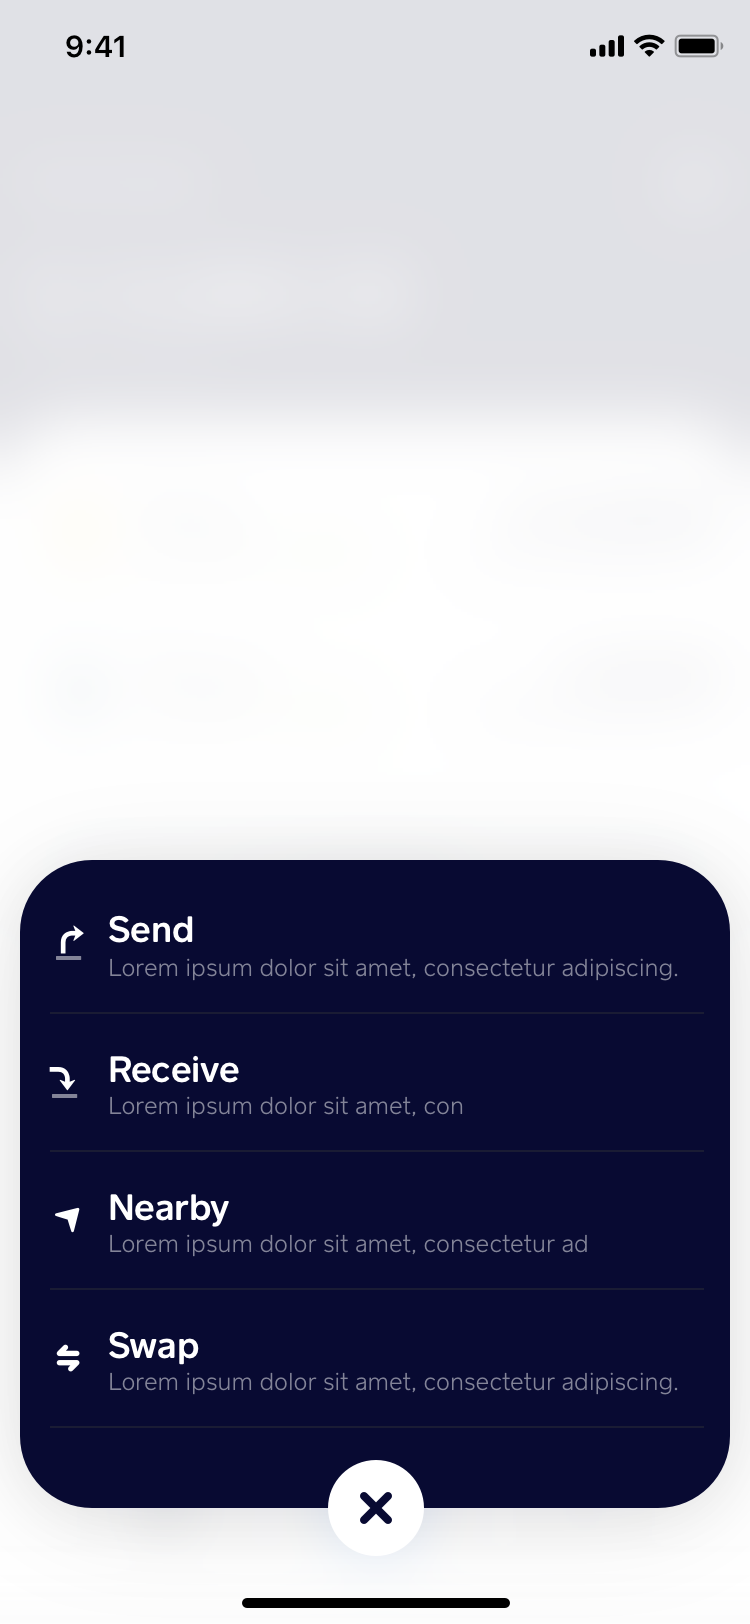 9:41
Send
Lorem ipsum dolor sit amet, consectetur adipiscing.
Receive
Lorem ipsum dolor sit amet, con
Nearby
Lorem ipsum dolor sit amet, consectetur ad
Swap
Lorem ipsum dolor sit amet, consectetur adipiscing.